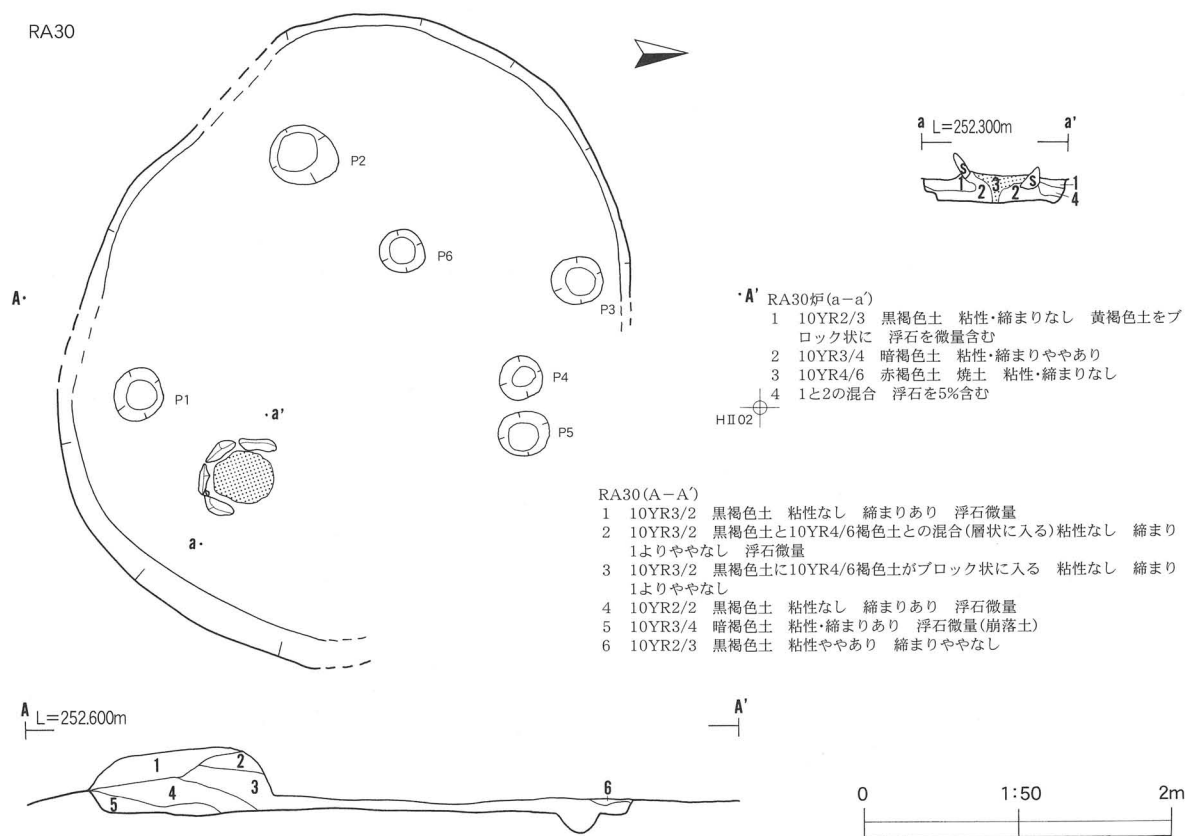 RA30
P2
P6
P3
P1
P4
P5
A・
・A'
・a'
a・
HⅡ02
a L=252.300m a'
S
S
1
2
3
2
1
4
RA30炉(a-a')
1 10YR2/3 黒褐色土 粘性・締まりなし 黄褐色土をブ
ロック状に 浮石を微量含む
2 10YR3/4 暗褐色土 粘性・締まりややあり
3 10YR4/6 赤褐色土 焼土 粘性・締まりなし
4 1と2の混合 浮石を5%含む
RA30(A-A')
1 10YR3/2 黒褐色土 粘性なし 締まりあり 浮石微量
2 10YR3/2 黒褐色土と10YR4/6褐色土との混合(層状に入る)粘性なし 締まり
1よりややなし 浮石微量
3 10YR3/2 黒褐色土に10YR4/6褐色土がブロック状に入る 粘性なし 締まり
1よりややなし
4 10YR2/2 黒褐色土 粘性なし 締まりあり 浮石微量
5 10YR3/4 暗褐色土 粘性・締まりあり 浮石微量(崩落土)
6 10YR2/3 黒褐色土 粘性ややあり 締まりややなし
A L=252.600m A'
1
2
3
4
5
6
0 1:50 2m